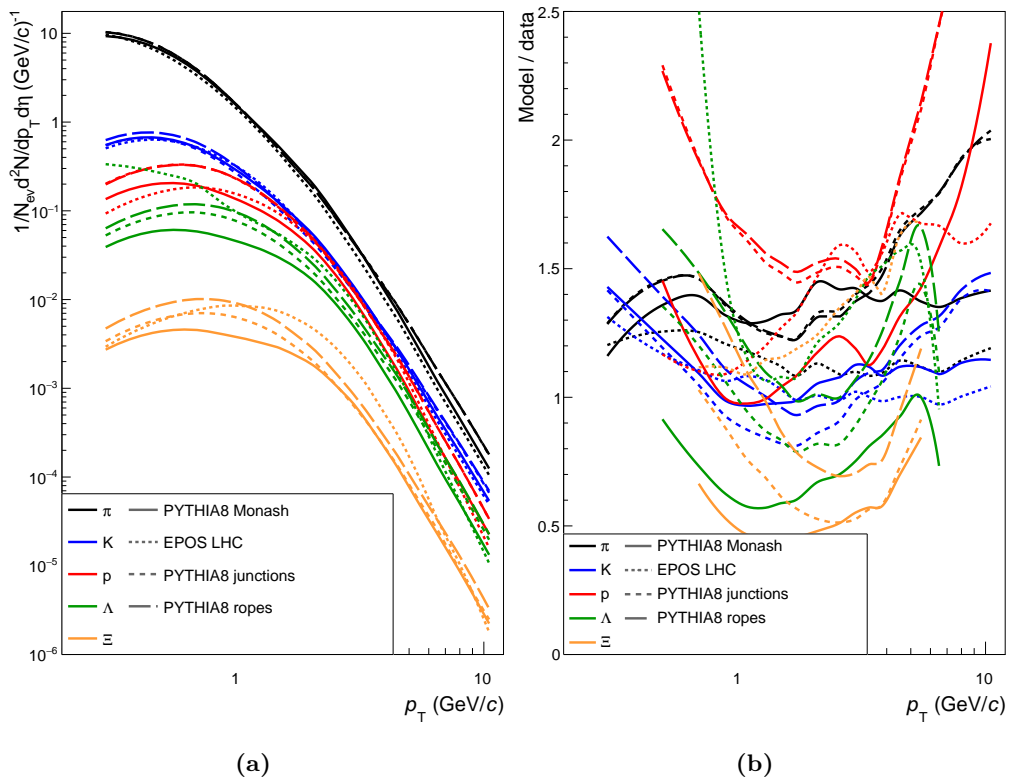 1/N_ev d²N/dp_T dη (GeV/c)⁻¹
10
1
10⁻¹
10⁻²
10⁻³
10⁻⁴
10⁻⁵
10⁻⁶
π PYTHIA8 Monash
K EPOS LHC
p PYTHIA8 junctions
Λ PYTHIA8 ropes
Ξ
1 10
p_T (GeV/c)
(a)
Model / data
2.5
2
1.5
1
0.5
0
π PYTHIA8 Monash
K EPOS LHC
p PYTHIA8 junctions
Λ PYTHIA8 ropes
Ξ
1 10
p_T (GeV/c)
(b)